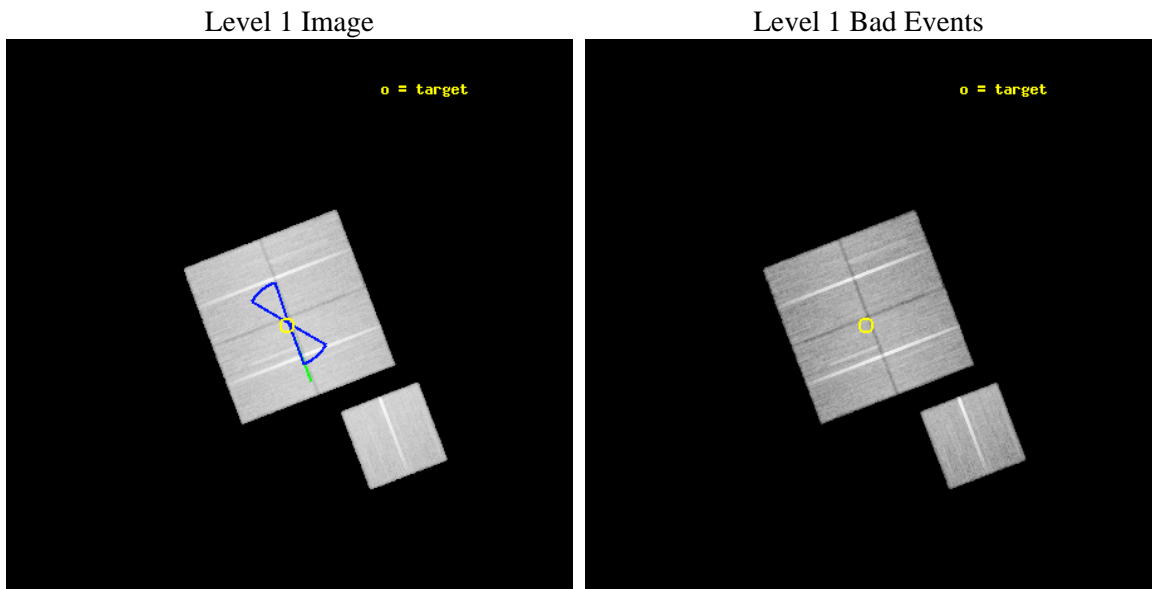 Level 1 Image
Level 1 Bad Events
o = target
o = target